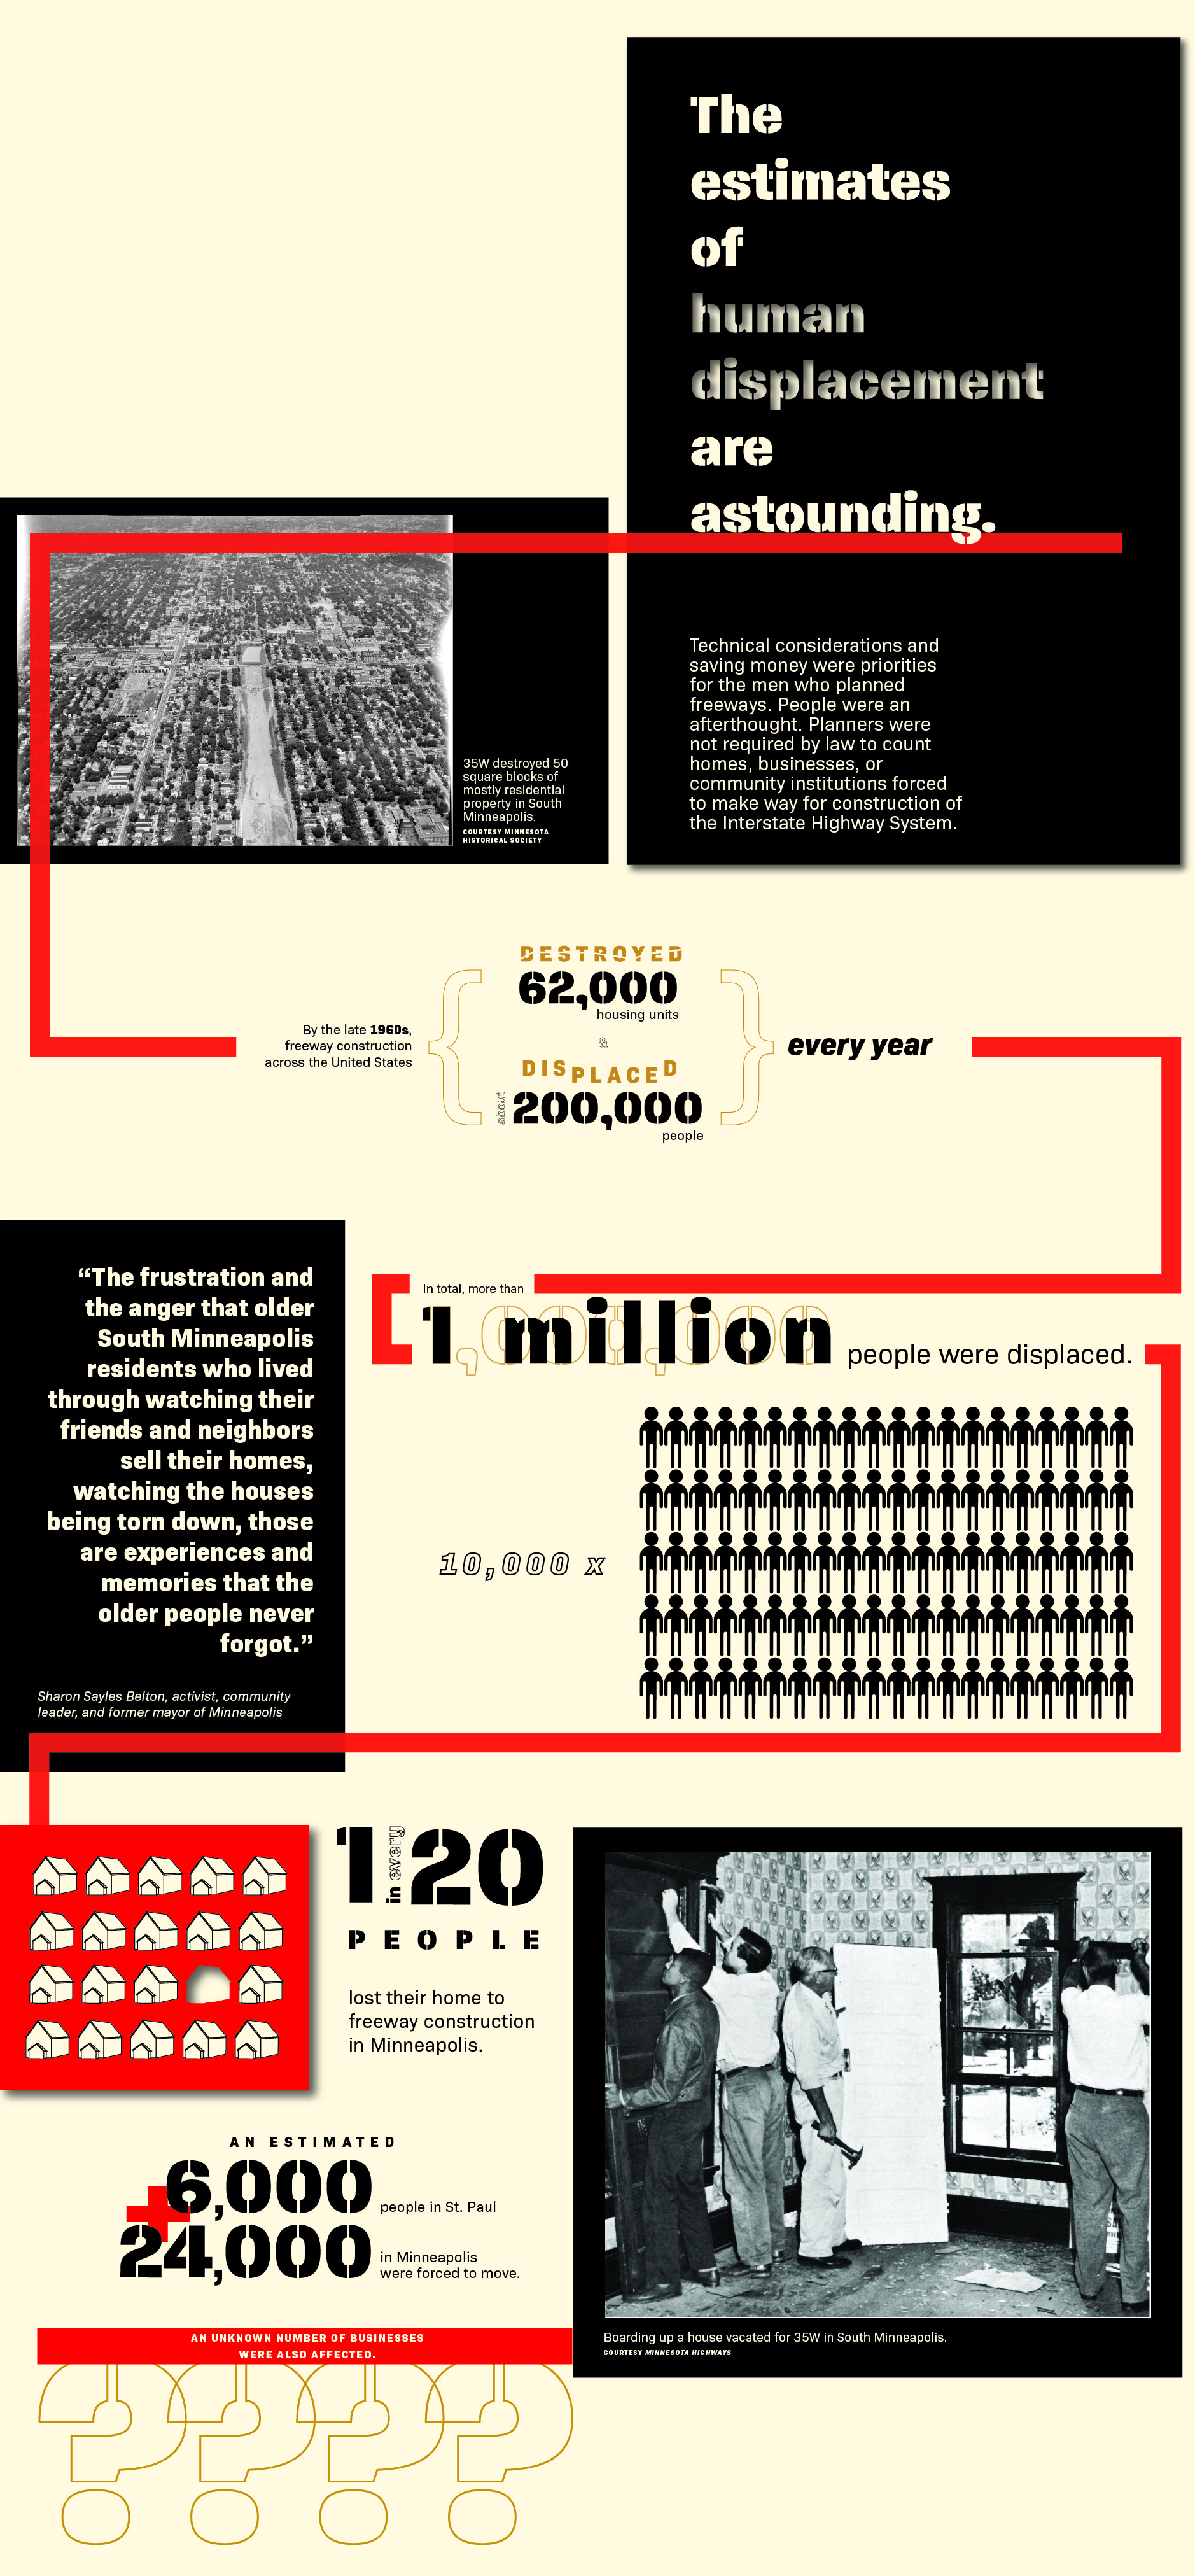 The
estimates
of
human
displacement
are
astounding.
Technical considerations and
saving money were priorities
for the men who planned
freeways. People were an
afterthought. Planners were
not required by law to count
homes, businesses, or
community institutions forced
to make way for construction of
the Interstate Highway System.
35W destroyed 50
square blocks of
mostly residential
property in South
Minneapolis.
COURTESY MINNESOTA
HISTORICAL SOCIETY
By the late 1960s,
freeway construction
across the United States
DESTROYED
62,000
housing units
&
DISPLACED
about 200,000
people
every year
“The frustration and
the anger that older
South Minneapolis
residents who lived
through watching their
friends and neighbors
sell their homes,
watching the houses
being torn down, those
are experiences and
memories that the
older people never
forgot.”
Sharon Sayles Belton, activist, community
leader, and former mayor of Minneapolis
In total, more than
1,000,000
1 million people were displaced.
10,000 x
1 in every 20
PEOPLE
lost their home to
freeway construction
in Minneapolis.
AN ESTIMATED
6,000 people in St. Paul
+
24,000 in Minneapolis
were forced to move.
AN UNKNOWN NUMBER OF BUSINESSES
WERE ALSO AFFECTED.
????
Boarding up a house vacated for 35W in South Minneapolis.
COURTESY MINNESOTA HIGHWAYS